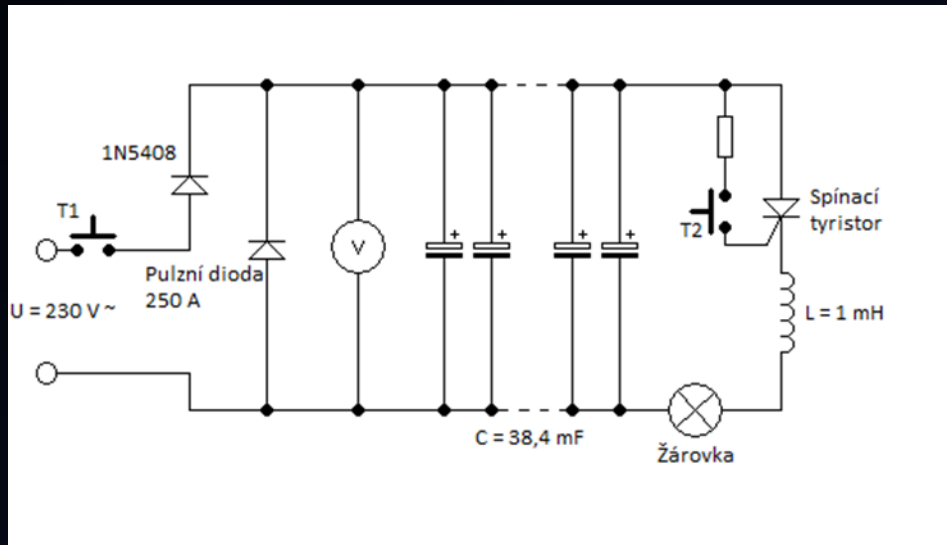 1N5408
T1
Pulzní dioda
250 A
U = 230 V ~
V
+
+
+
+
C = 38,4 mF
T2
Spínací
tyristor
L = 1 mH
Žárovka